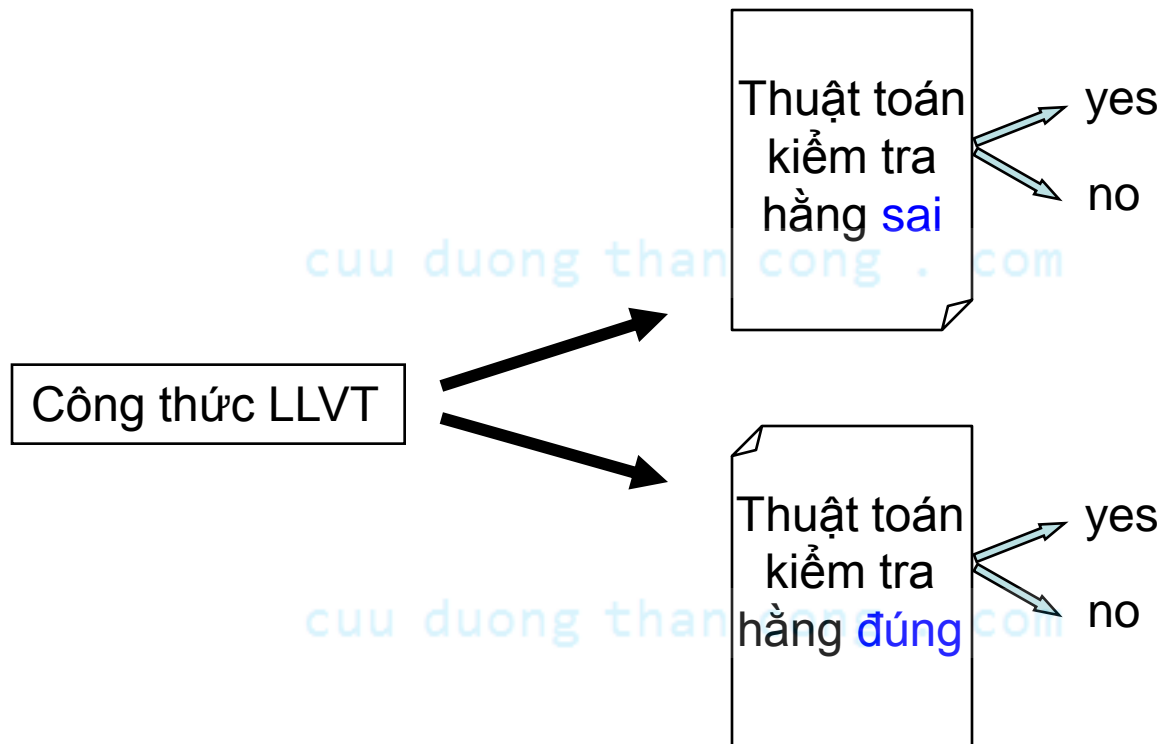 Thuật toán
kiểm tra
hằng sai
yes
no
cuu duong than cong . com
Công thức LLVT
Thuật toán
kiểm tra
hằng đúng
yes
no
cuu duong than cong . com